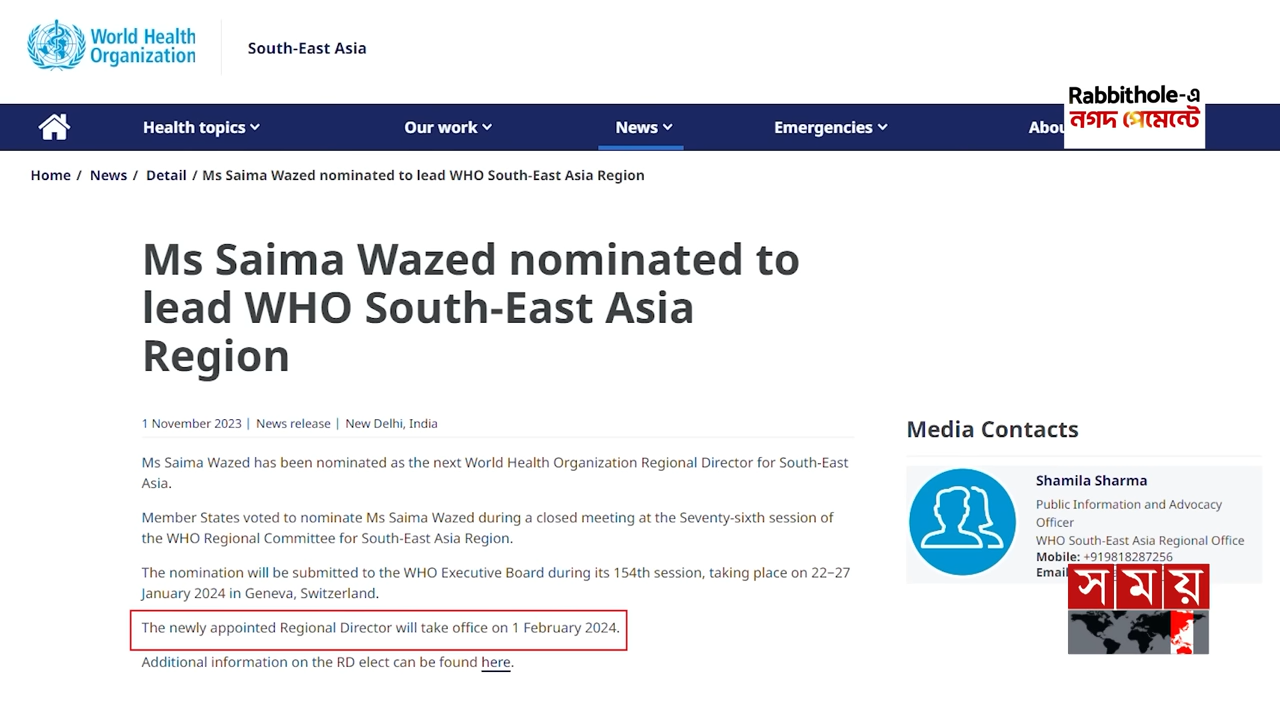 World Health
Organization
South-East Asia
Rabbithole-এ
নগদ পেমেন্টে
Health topics
Our work
News
Emergencies
Abou
Home / News / Detail / Ms Saima Wazed nominated to lead WHO South-East Asia Region
Ms Saima Wazed nominated to
lead WHO South-East Asia
Region
1 November 2023 | News release | New Delhi, India
Ms Saima Wazed has been nominated as the next World Health Organization Regional Director for South-East
Asia.
Member States voted to nominate Ms Saima Wazed during a closed meeting at the Seventy-sixth session of
the WHO Regional Committee for South-East Asia Region.
The nomination will be submitted to the WHO Executive Board during its 154th session, taking place on 22–27
January 2024 in Geneva, Switzerland.
The newly appointed Regional Director will take office on 1 February 2024.
Additional information on the RD elect can be found here.
Media Contacts
Shamila Sharma
Public Information and Advocacy
Officer
WHO South-East Asia Regional Office
Mobile: +919818287256
Email
সময়